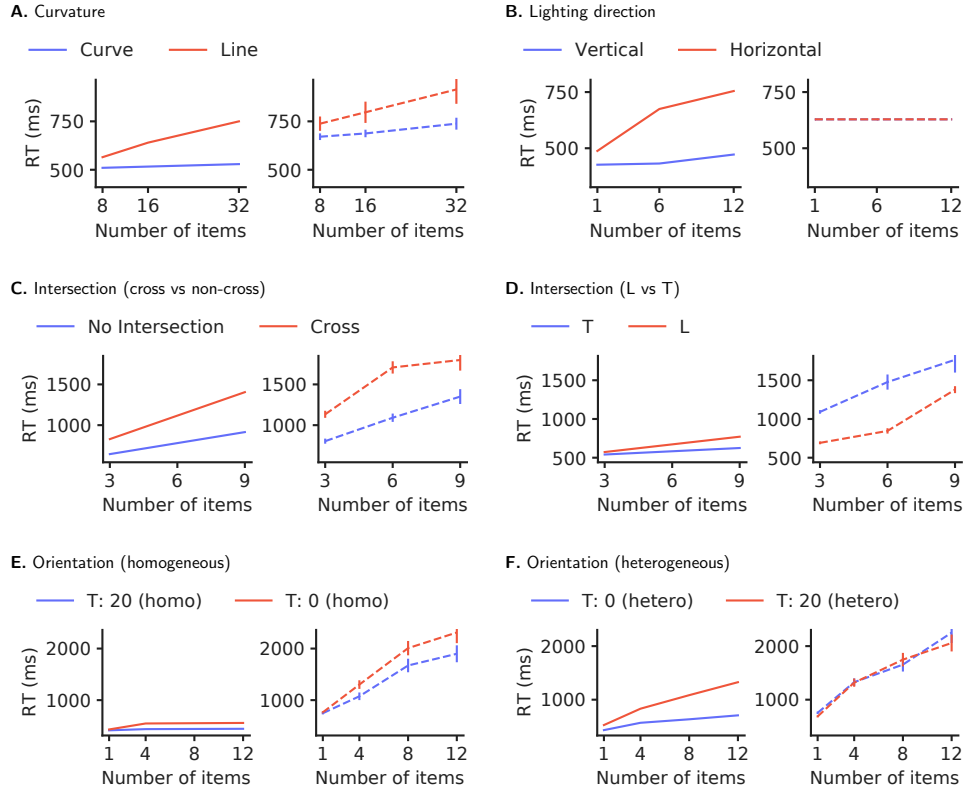 A. Curvature
Curve Line
RT (ms)
750
500
8 16 32
Number of items
750
500
8 16 32
Number of items
B. Lighting direction
Vertical Horizontal
RT (ms)
750
500
1 6 12
Number of items
750
500
1 6 12
Number of items
C. Intersection (cross vs non-cross)
No Intersection Cross
RT (ms)
1500
1000
3 6 9
Number of items
1500
1000
3 6 9
Number of items
D. Intersection (L vs T)
T L
RT (ms)
1500
1000
500
3 6 9
Number of items
1500
1000
500
3 6 9
Number of items
E. Orientation (homogeneous)
T: 20 (homo) T: 0 (homo)
RT (ms)
2000
1000
1 4 8 12
Number of items
2000
1000
1 4 8 12
Number of items
F. Orientation (heterogeneous)
T: 0 (hetero) T: 20 (hetero)
RT (ms)
2000
1000
1 4 8 12
Number of items
2000
1000
1 4 8 12
Number of items